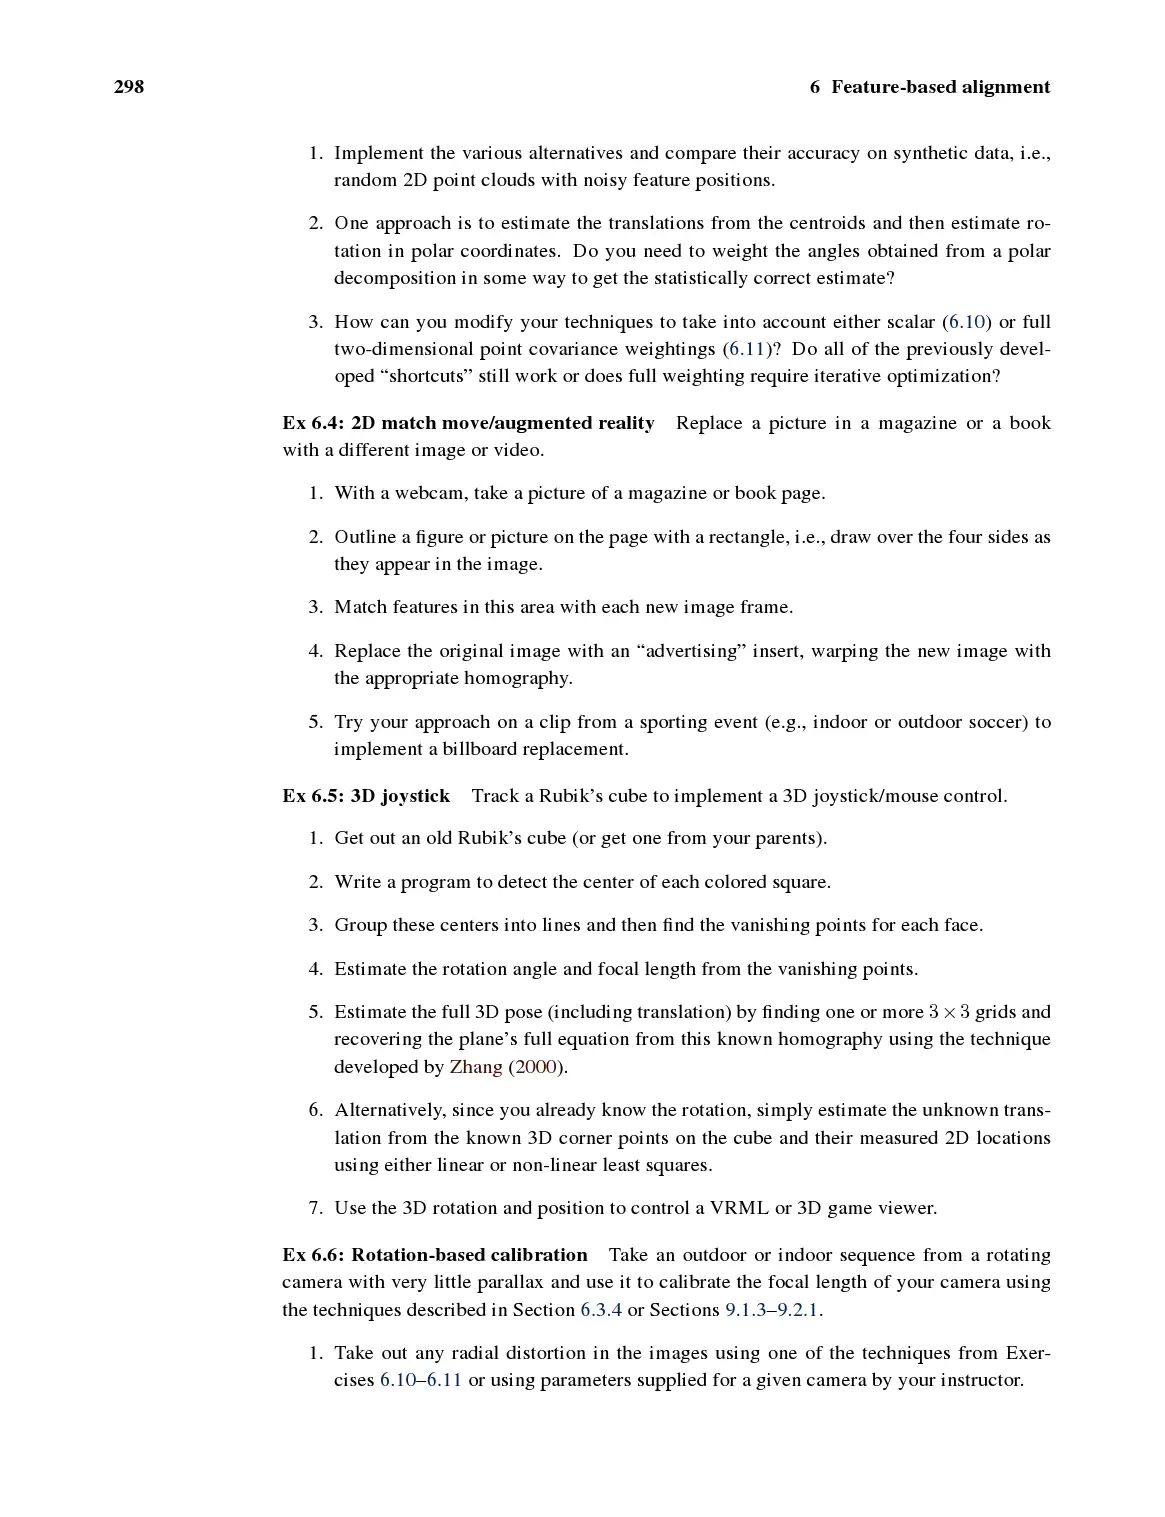 298
6 Feature-based alignment
1. Implement the various alternatives and compare their accuracy on synthetic data, i.e.,
random 2D point clouds with noisy feature positions.
2. One approach is to estimate the translations from the centroids and then estimate ro-
tation in polar coordinates. Do you need to weight the angles obtained from a polar
decomposition in some way to get the statistically correct estimate?
3. How can you modify your techniques to take into account either scalar (6.10) or full
two-dimensional point covariance weightings (6.11)? Do all of the previously devel-
oped “shortcuts” still work or does full weighting require iterative optimization?
Ex 6.4: 2D match move/augmented reality Replace a picture in a magazine or a book
with a different image or video.
1. With a webcam, take a picture of a magazine or book page.
2. Outline a figure or picture on the page with a rectangle, i.e., draw over the four sides as
they appear in the image.
3. Match features in this area with each new image frame.
4. Replace the original image with an “advertising” insert, warping the new image with
the appropriate homography.
5. Try your approach on a clip from a sporting event (e.g., indoor or outdoor soccer) to
implement a billboard replacement.
Ex 6.5: 3D joystick Track a Rubik’s cube to implement a 3D joystick/mouse control.
1. Get out an old Rubik’s cube (or get one from your parents).
2. Write a program to detect the center of each colored square.
3. Group these centers into lines and then find the vanishing points for each face.
4. Estimate the rotation angle and focal length from the vanishing points.
5. Estimate the full 3D pose (including translation) by finding one or more 3 × 3 grids and
recovering the plane’s full equation from this known homography using the technique
developed by Zhang (2000).
6. Alternatively, since you already know the rotation, simply estimate the unknown trans-
lation from the known 3D corner points on the cube and their measured 2D locations
using either linear or non-linear least squares.
7. Use the 3D rotation and position to control a VRML or 3D game viewer.
Ex 6.6: Rotation-based calibration Take an outdoor or indoor sequence from a rotating
camera with very little parallax and use it to calibrate the focal length of your camera using
the techniques described in Section 6.3.4 or Sections 9.1.3–9.2.1.
1. Take out any radial distortion in the images using one of the techniques from Exer-
cises 6.10–6.11 or using parameters supplied for a given camera by your instructor.